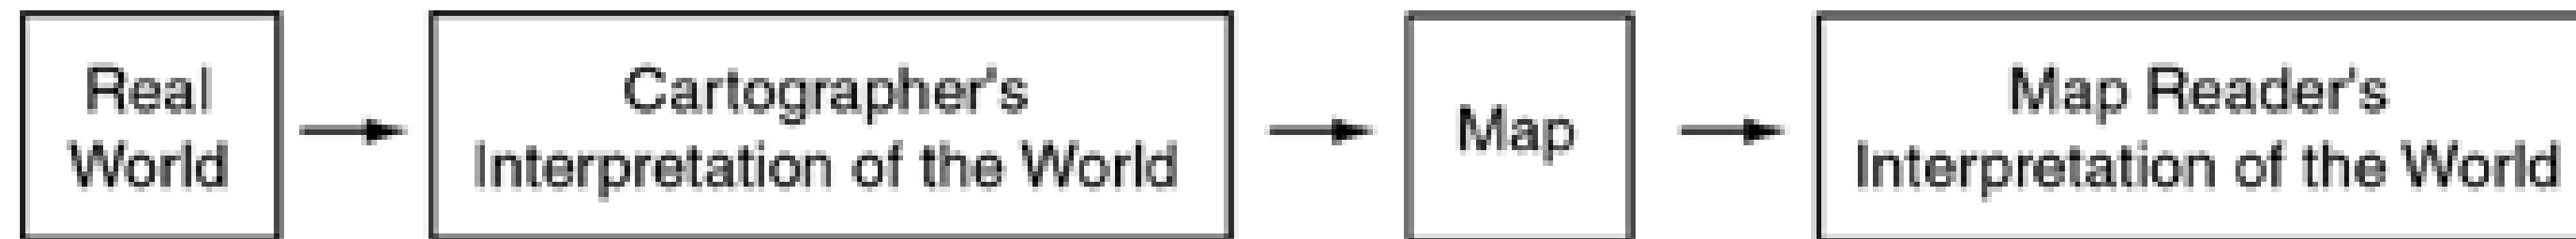 Real
World
Cartographer's
Interpretation of the World
Map
Map Reader's
Interpretation of the World